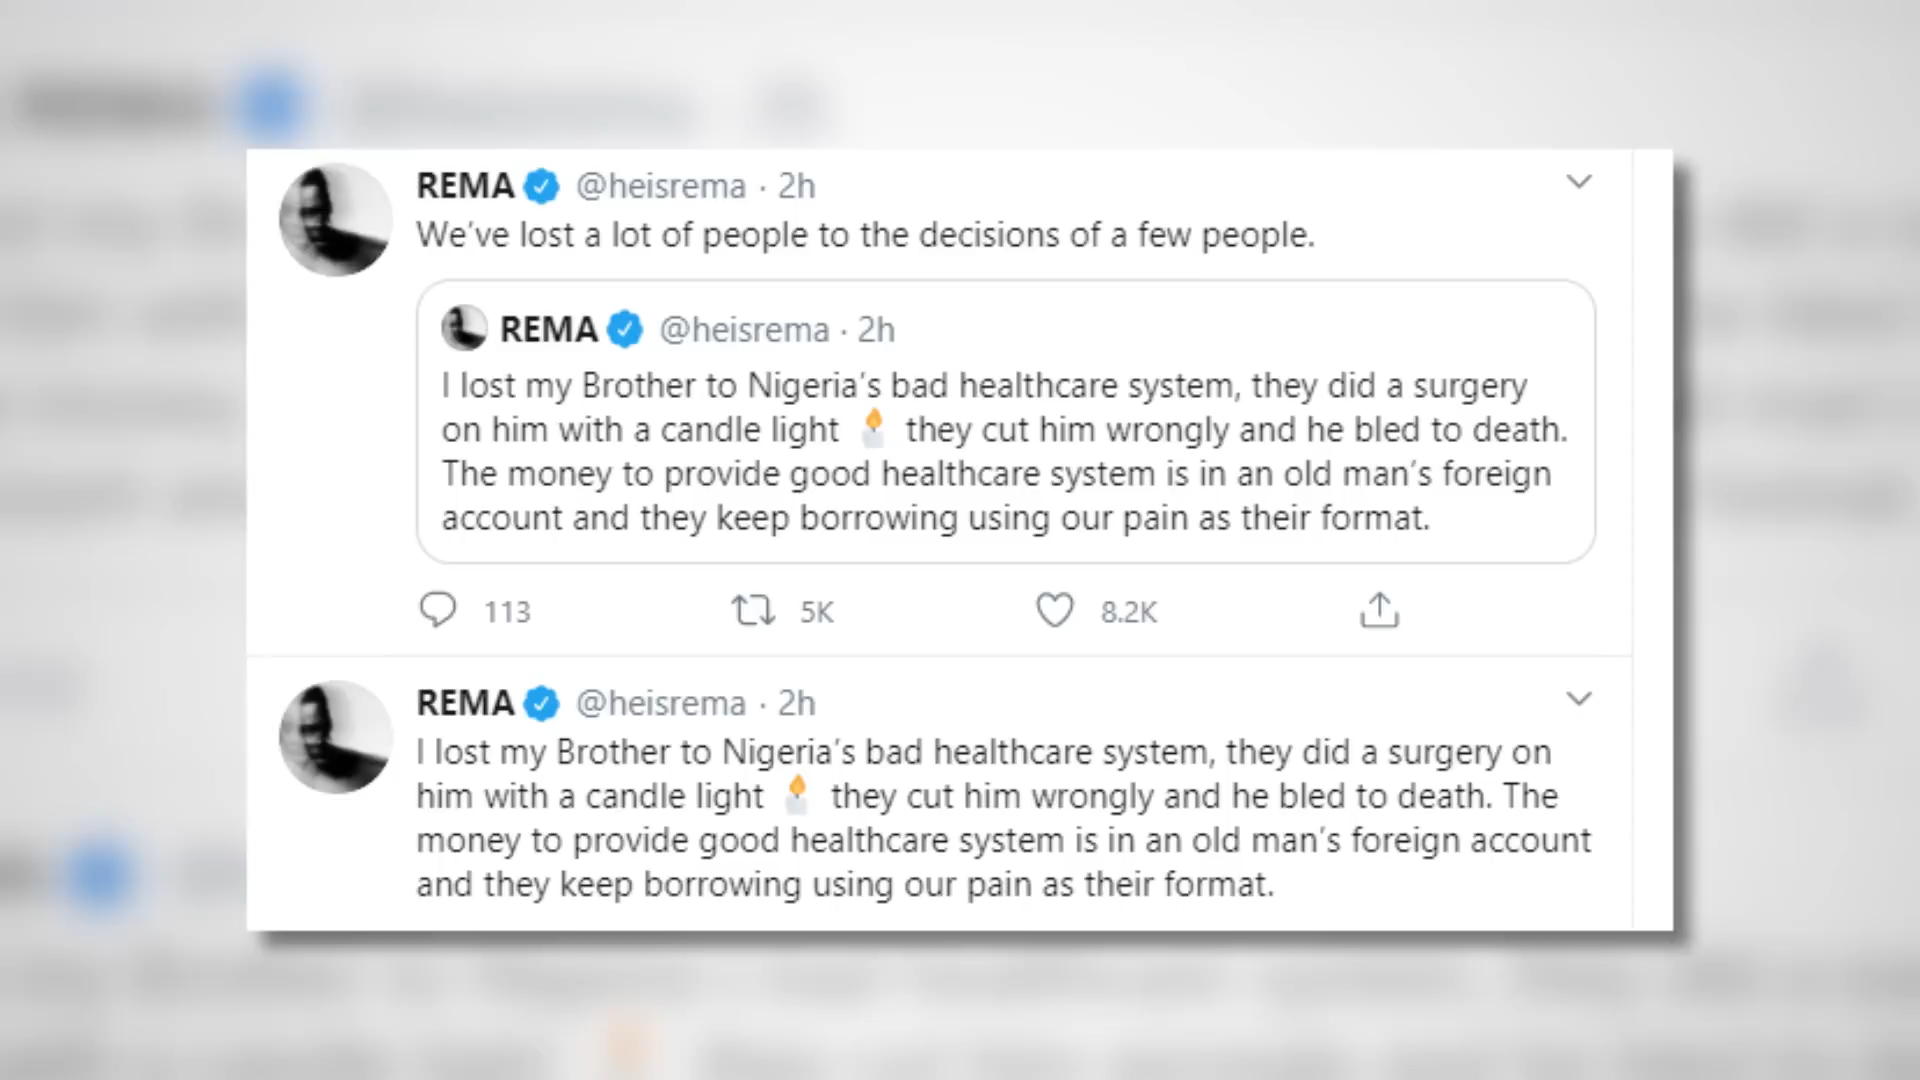 REMA @heisrema · 2h
We've lost a lot of people to the decisions of a few people.
REMA @heisrema · 2h
I lost my Brother to Nigeria's bad healthcare system, they did a surgery
on him with a candle light 🕯️ they cut him wrongly and he bled to death.
The money to provide good healthcare system is in an old man's foreign
account and they keep borrowing using our pain as their format.
113 5K 8.2K
REMA @heisrema · 2h
I lost my Brother to Nigeria's bad healthcare system, they did a surgery on
him with a candle light 🕯️ they cut him wrongly and he bled to death. The
money to provide good healthcare system is in an old man's foreign account
and they keep borrowing using our pain as their format.